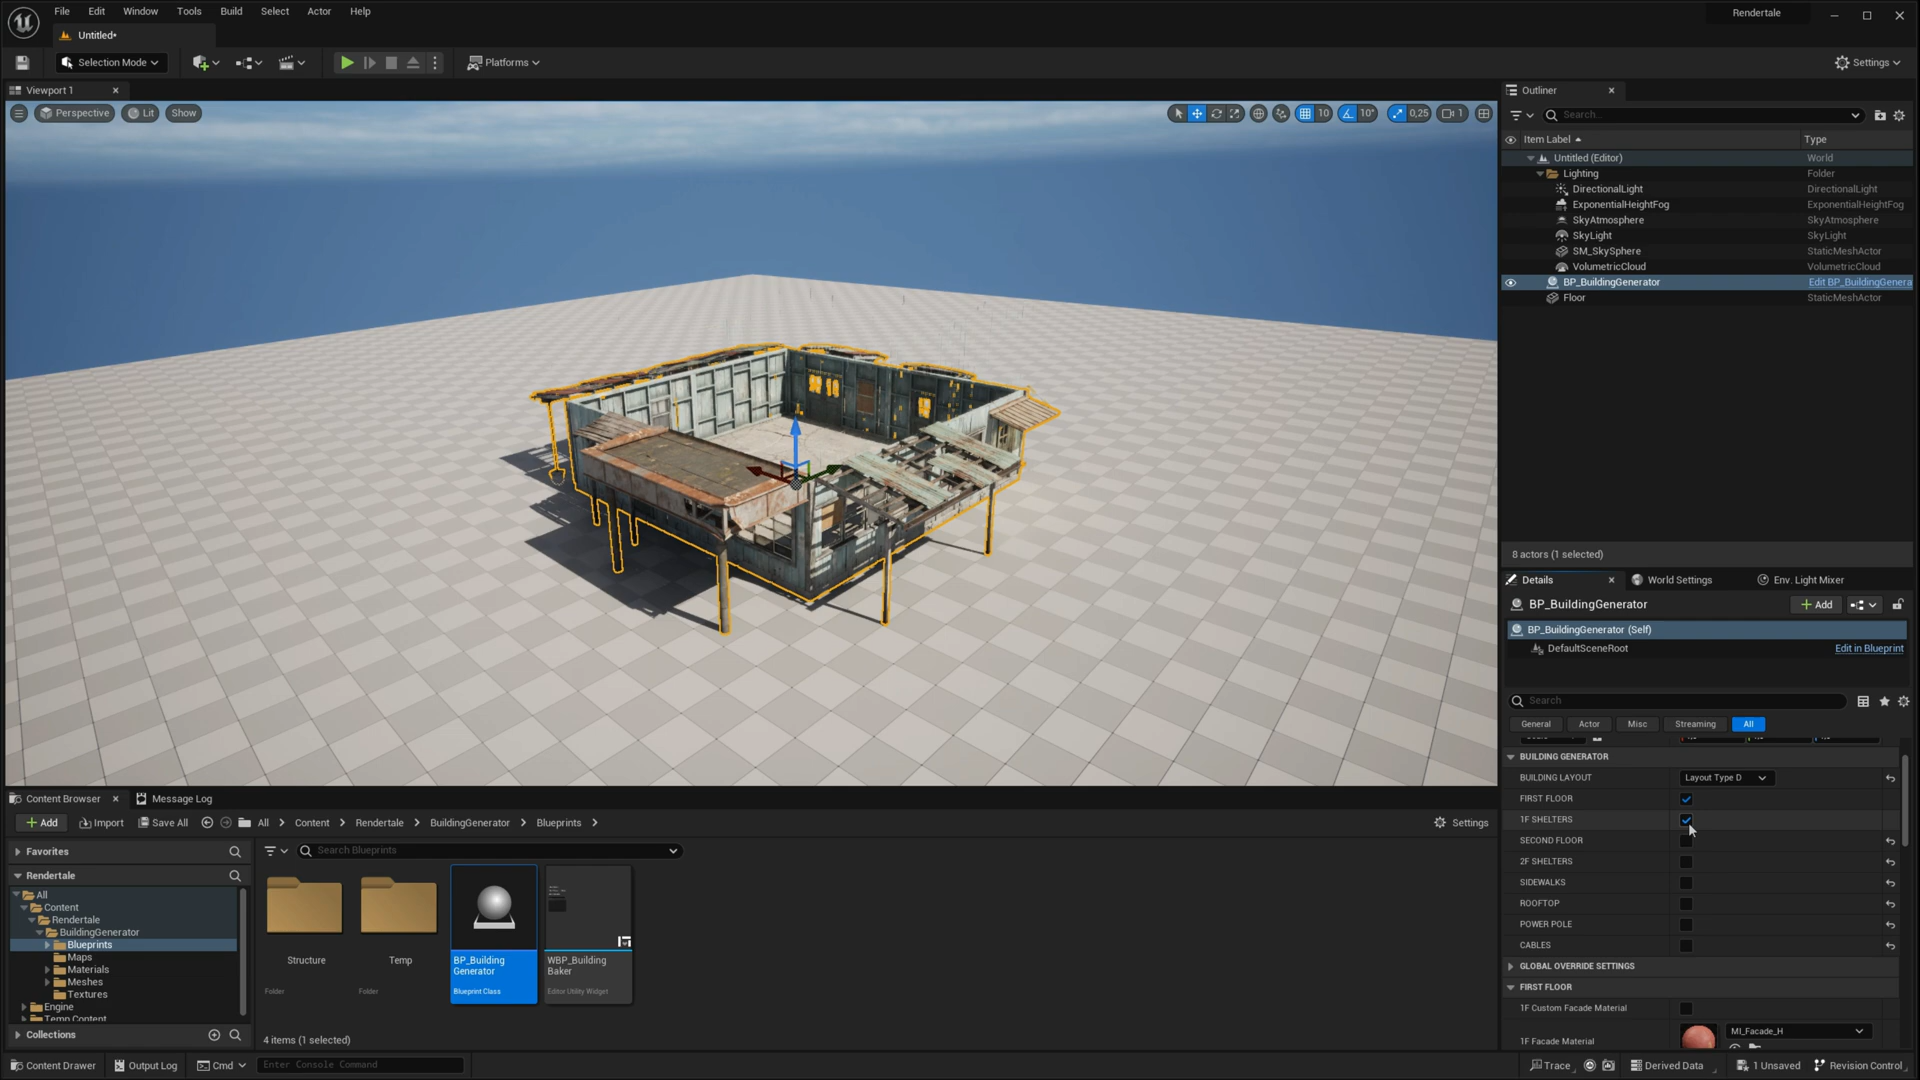 File Edit Window Tools Build Select Actor Help
Rendertale
Untitled•
Selection Mode
Platforms
Settings
Viewport 1
Perspective Lit Show
10 10° 0,25 1
Outliner
Search...
Item Label Type
Untitled (Editor) World
Lighting Folder
DirectionalLight DirectionalLight
ExponentialHeightFog ExponentialHeightFog
SkyAtmosphere SkyAtmosphere
SkyLight SkyLight
SM_SkySphere StaticMeshActor
VolumetricCloud VolumetricCloud
BP_BuildingGenerator Edit BP_BuildingGenera
Floor StaticMeshActor
8 actors (1 selected)
Details World Settings Env. Light Mixer
BP_BuildingGenerator
Add
BP_BuildingGenerator (Self)
DefaultSceneRoot Edit in Blueprint
Search
General Actor Misc Streaming All
BUILDING GENERATOR
BUILDING LAYOUT Layout Type D
FIRST FLOOR
1F SHELTERS
SECOND FLOOR
2F SHELTERS
SIDEWALKS
ROOFTOP
POWER POLE
CABLES
GLOBAL OVERRIDE SETTINGS
FIRST FLOOR
1F Custom Facade Material
1F Facade Material MI_Facade_H
Content Browser Message Log
Add Import Save All All Content Rendertale BuildingGenerator Blueprints Settings
Favorites
Rendertale
All
Content
Rendertale
BuildingGenerator
Blueprints
Maps
Materials
Meshes
Textures
Engine
Temp Content
Collections
Search Blueprints
Structure
Folder
Temp
Folder
BP_Building
Generator
Blueprint Class
WBP_Building
Baker
Editor Utility Widget
4 items (1 selected)
Content Drawer Output Log Cmd Enter Console Command
Trace Derived Data 1 Unsaved Revision Control